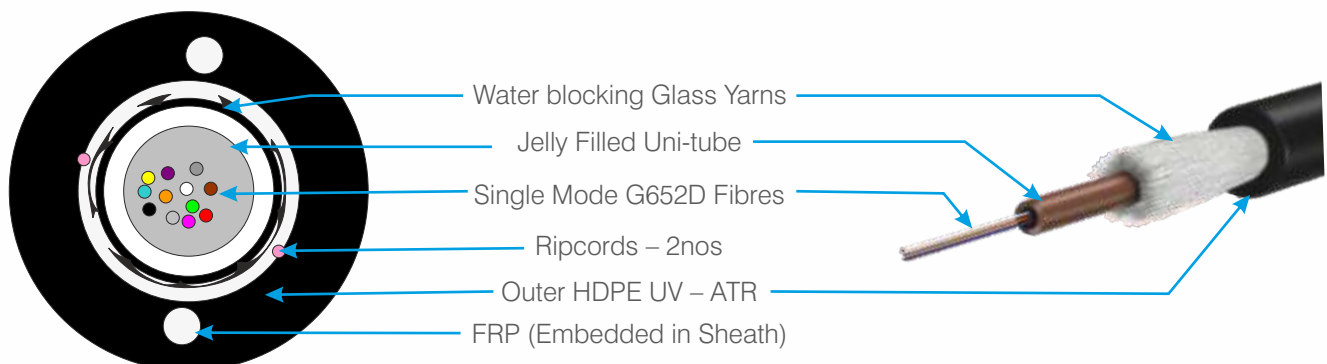 Water blocking Glass Yarns
Jelly Filled Uni-tube
Single Mode G652D Fibres
Ripcords – 2nos
Outer HDPE UV – ATR
FRP (Embedded in Sheath)